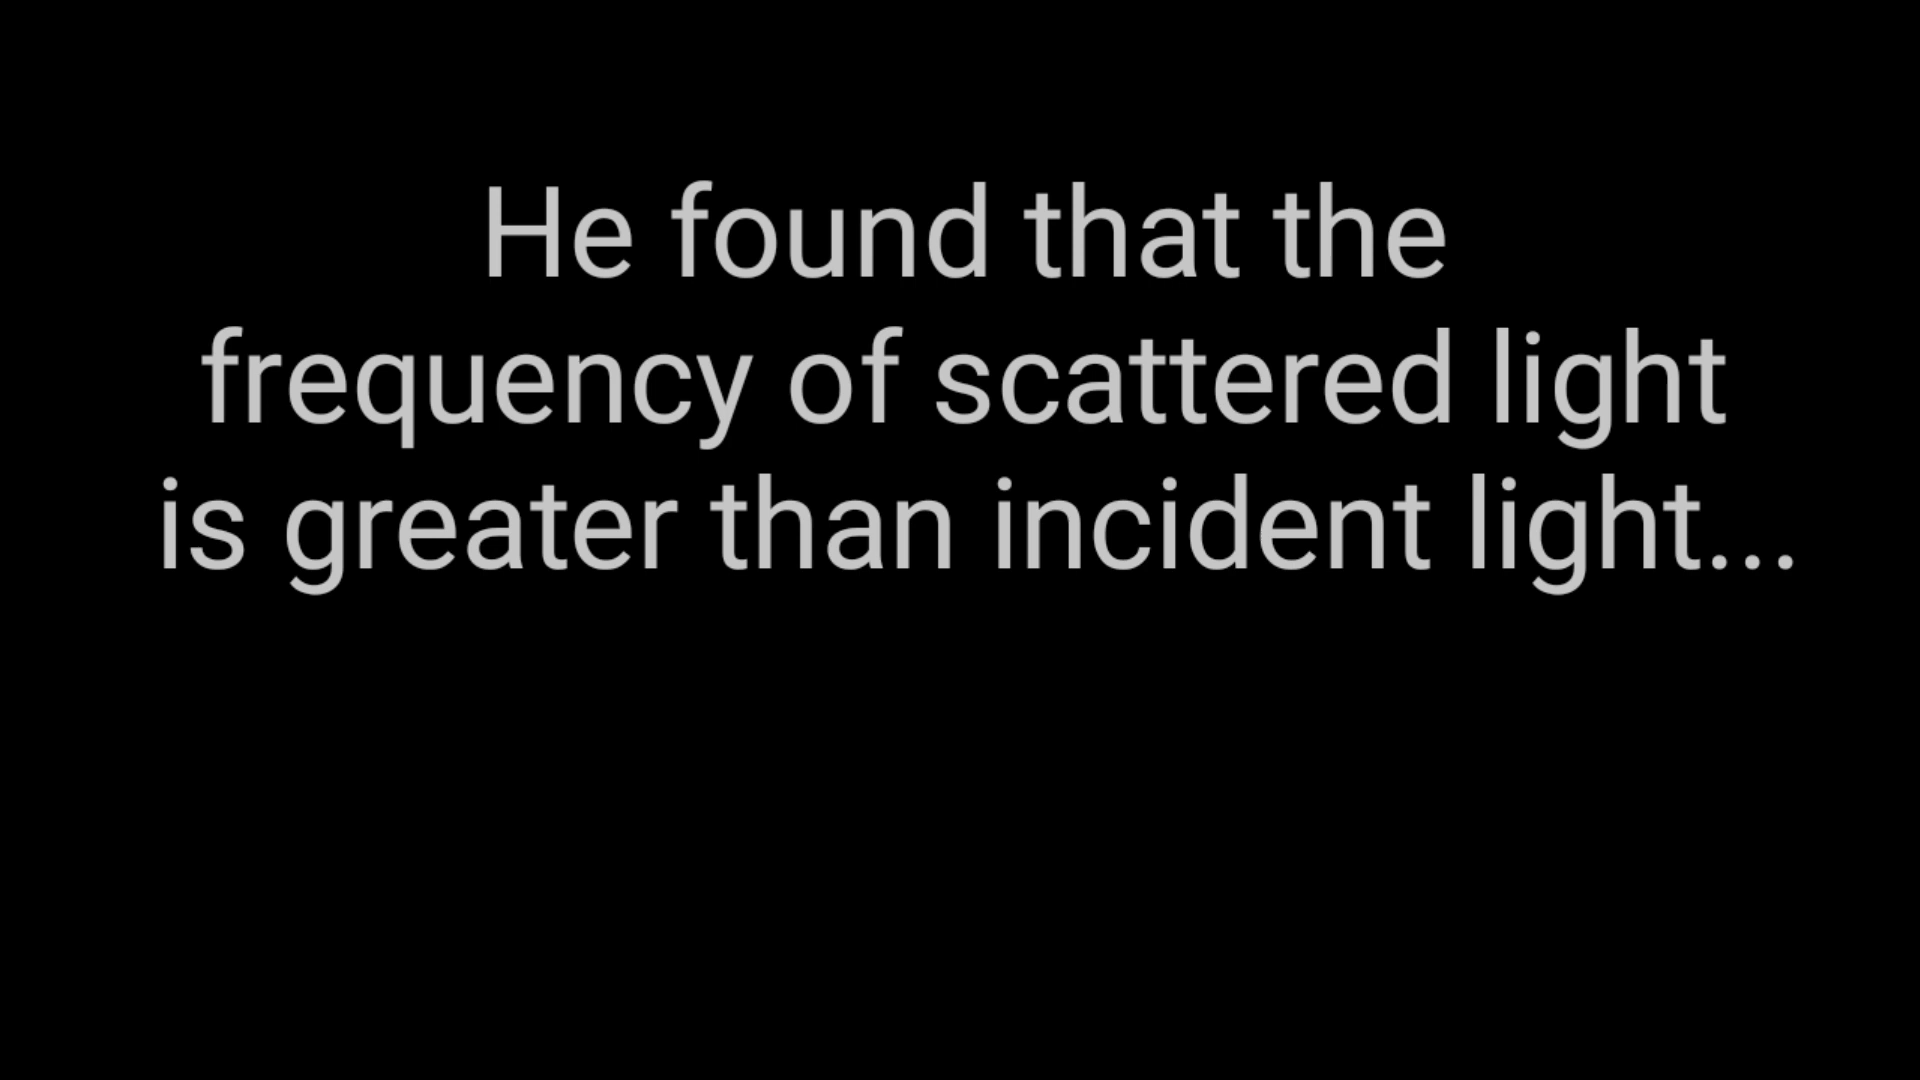 He found that the
frequency of scattered light
is greater than incident light...